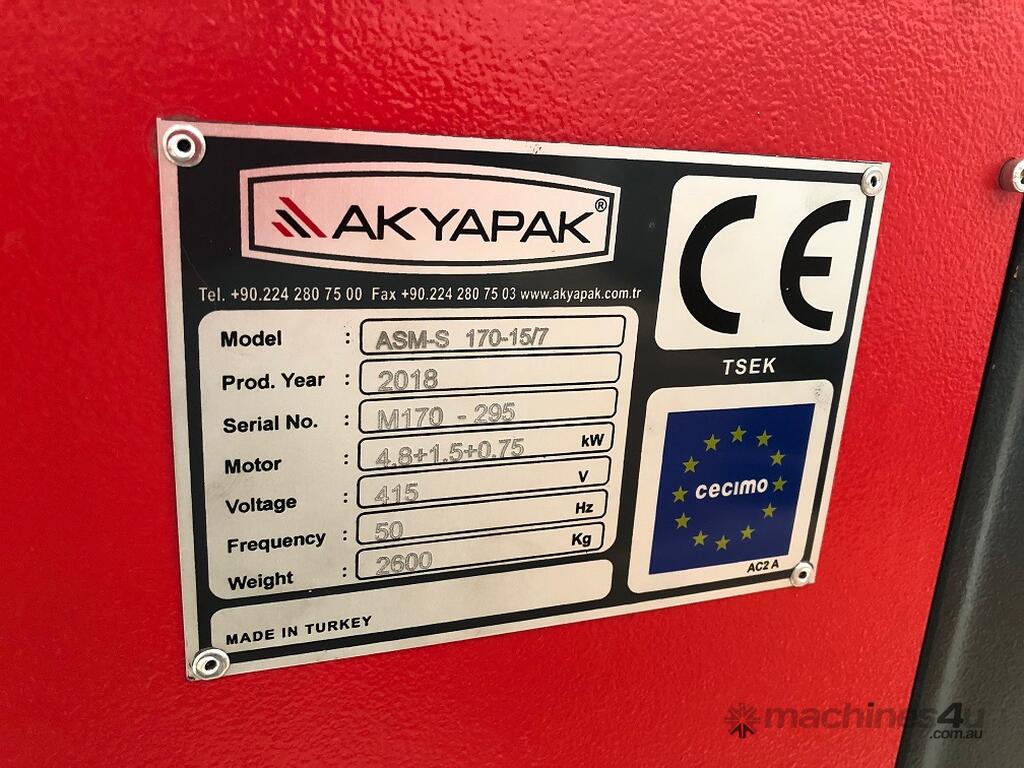 AKYAPAK®
Tel. +90.224 280 75 00 Fax +90.224 280 75 03 www.akyapak.com.tr
Model : ASM-S 170-15/7
Prod. Year : 2018
Serial No. : M170 - 295
Motor : 4.8+1.5+0.75 kW
Voltage : 415 V
Frequency : 50 Hz
Weight : 2600 Kg
MADE IN TURKEY
CE
TSEK
cecimo
AC2 A
machines4u
.com.au